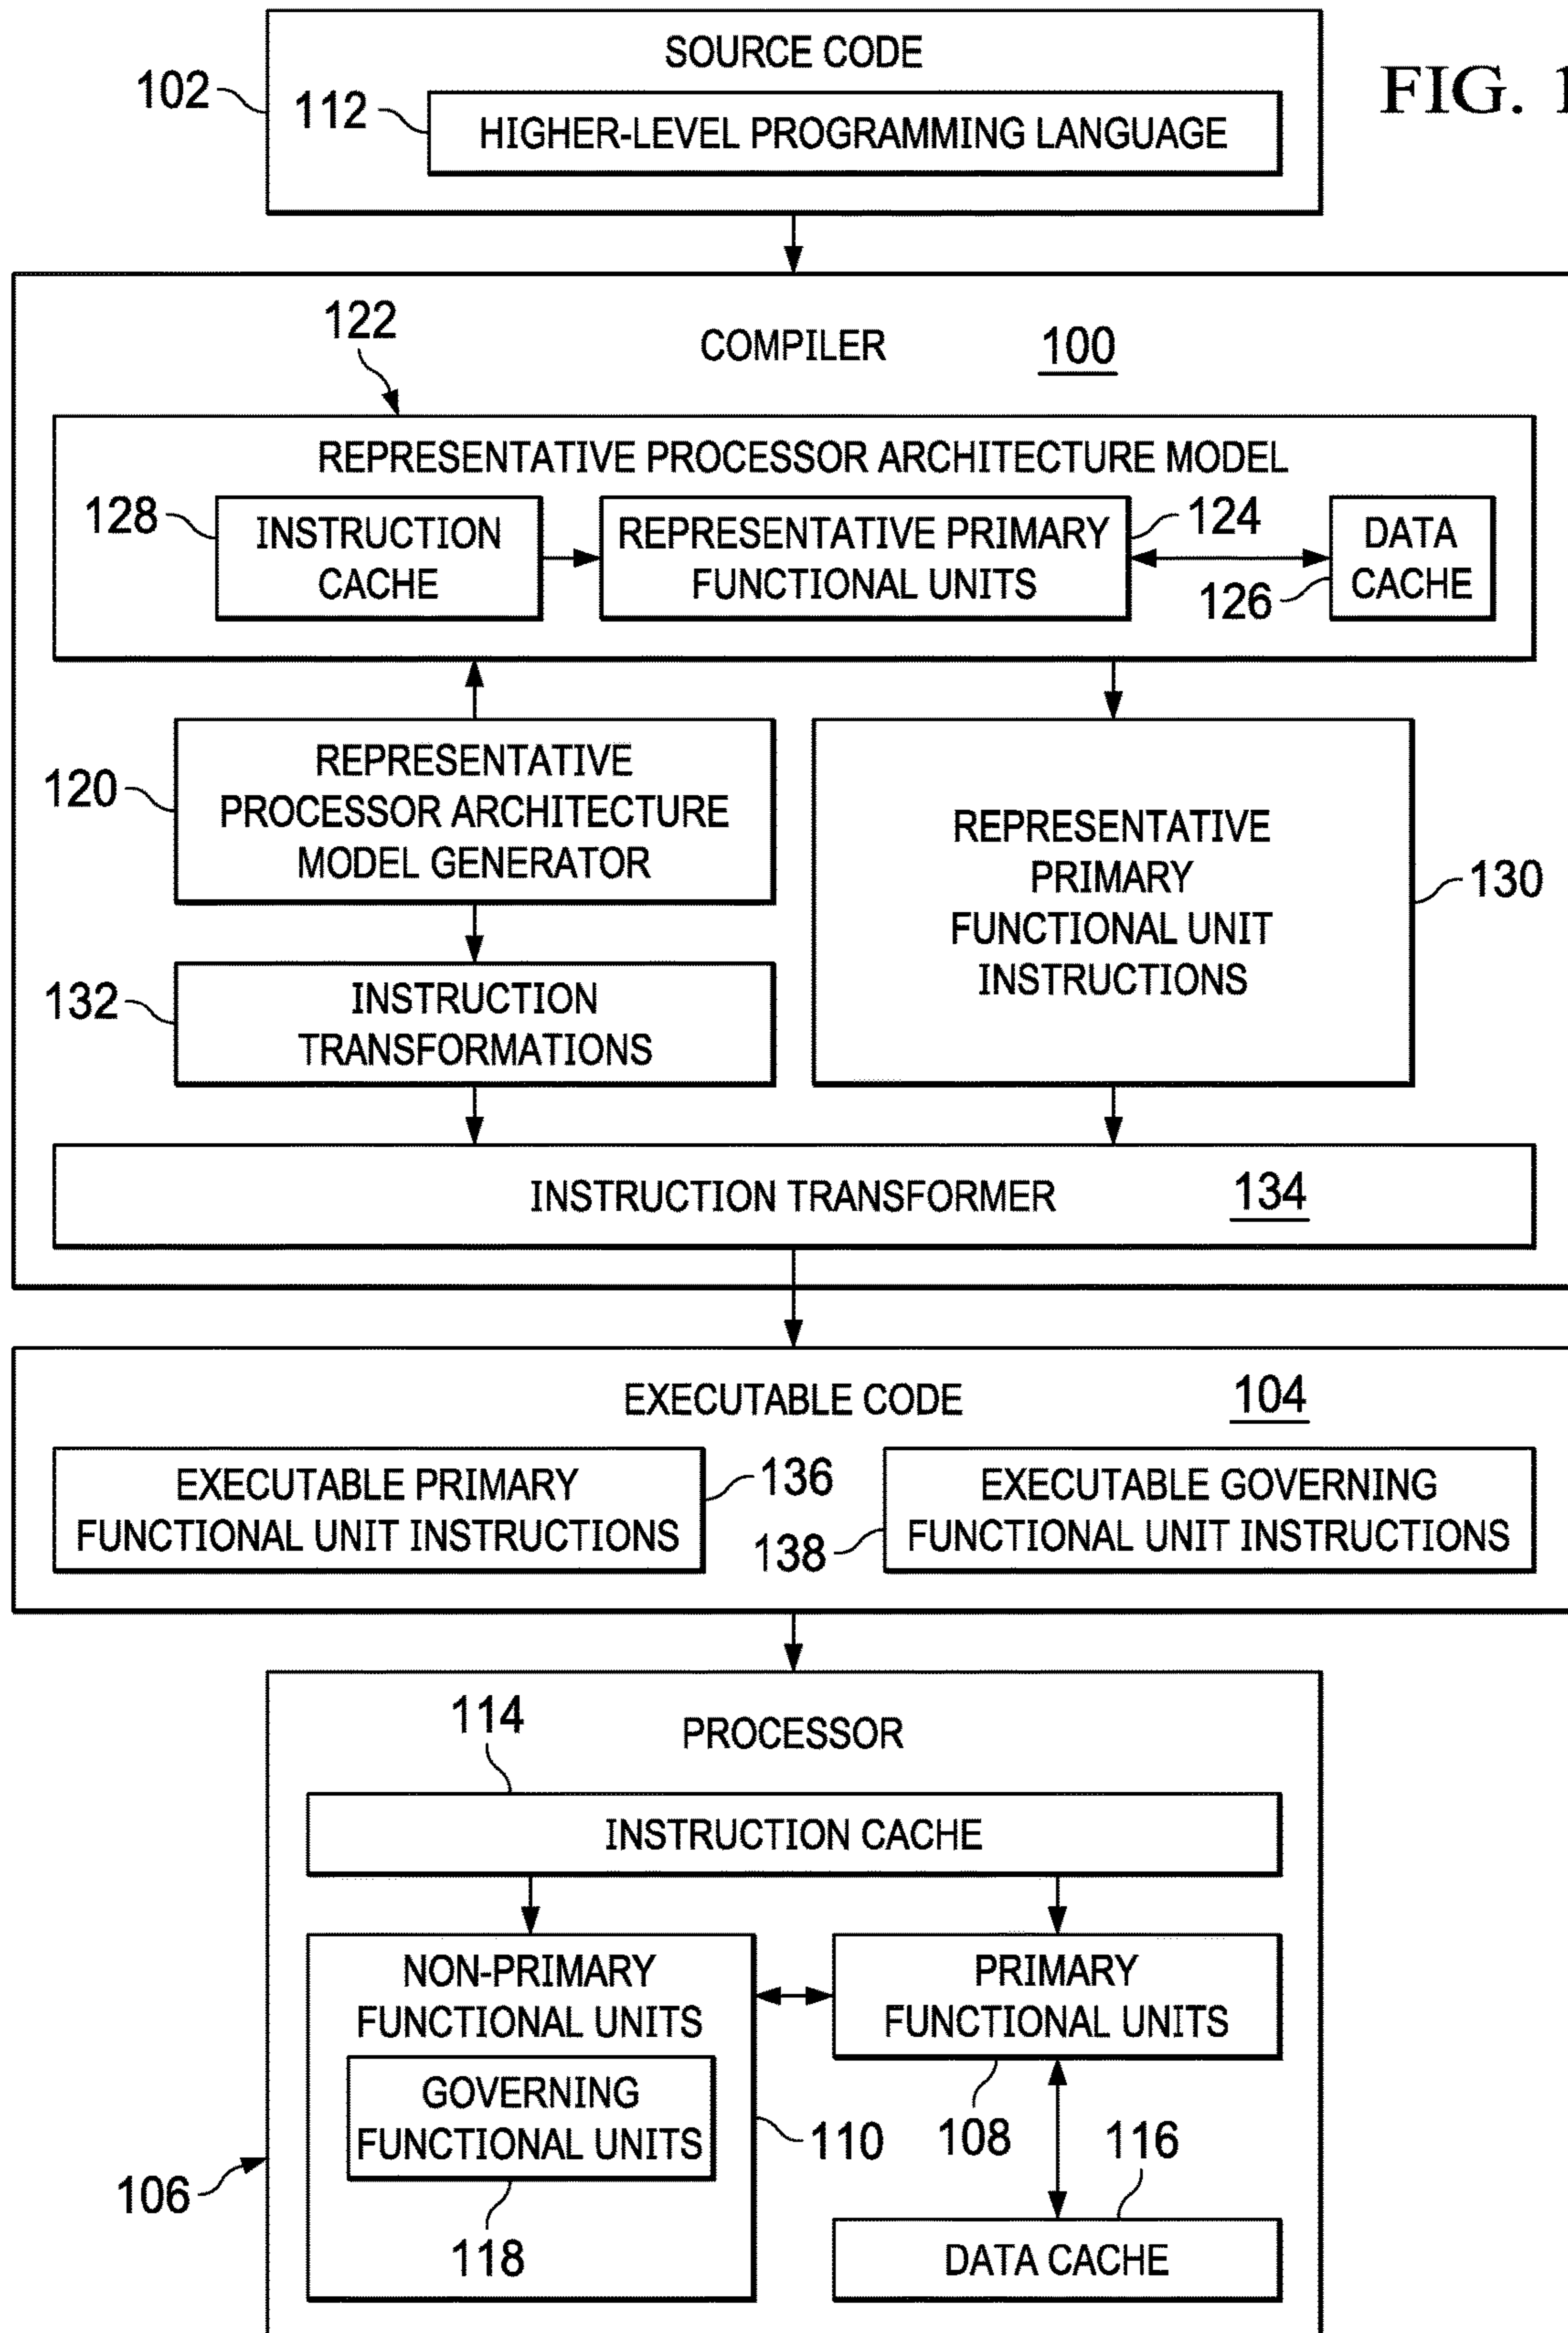 SOURCE CODE
FIG. 1
102
112
HIGHER-LEVEL PROGRAMMING LANGUAGE
122
COMPILER
100
REPRESENTATIVE PROCESSOR ARCHITECTURE MODEL
128
INSTRUCTION
CACHE
REPRESENTATIVE PRIMARY
FUNCTIONAL UNITS
124
126
DATA
CACHE
120
REPRESENTATIVE
PROCESSOR ARCHITECTURE
MODEL GENERATOR
REPRESENTATIVE
PRIMARY
FUNCTIONAL UNIT
INSTRUCTIONS
130
132
INSTRUCTION
TRANSFORMATIONS
INSTRUCTION TRANSFORMER
134
EXECUTABLE CODE
104
EXECUTABLE PRIMARY
FUNCTIONAL UNIT INSTRUCTIONS
136
138
EXECUTABLE GOVERNING
FUNCTIONAL UNIT INSTRUCTIONS
114
PROCESSOR
INSTRUCTION CACHE
NON-PRIMARY
FUNCTIONAL UNITS
PRIMARY
FUNCTIONAL UNITS
GOVERNING
FUNCTIONAL UNITS
110
108
116
106
118
DATA CACHE